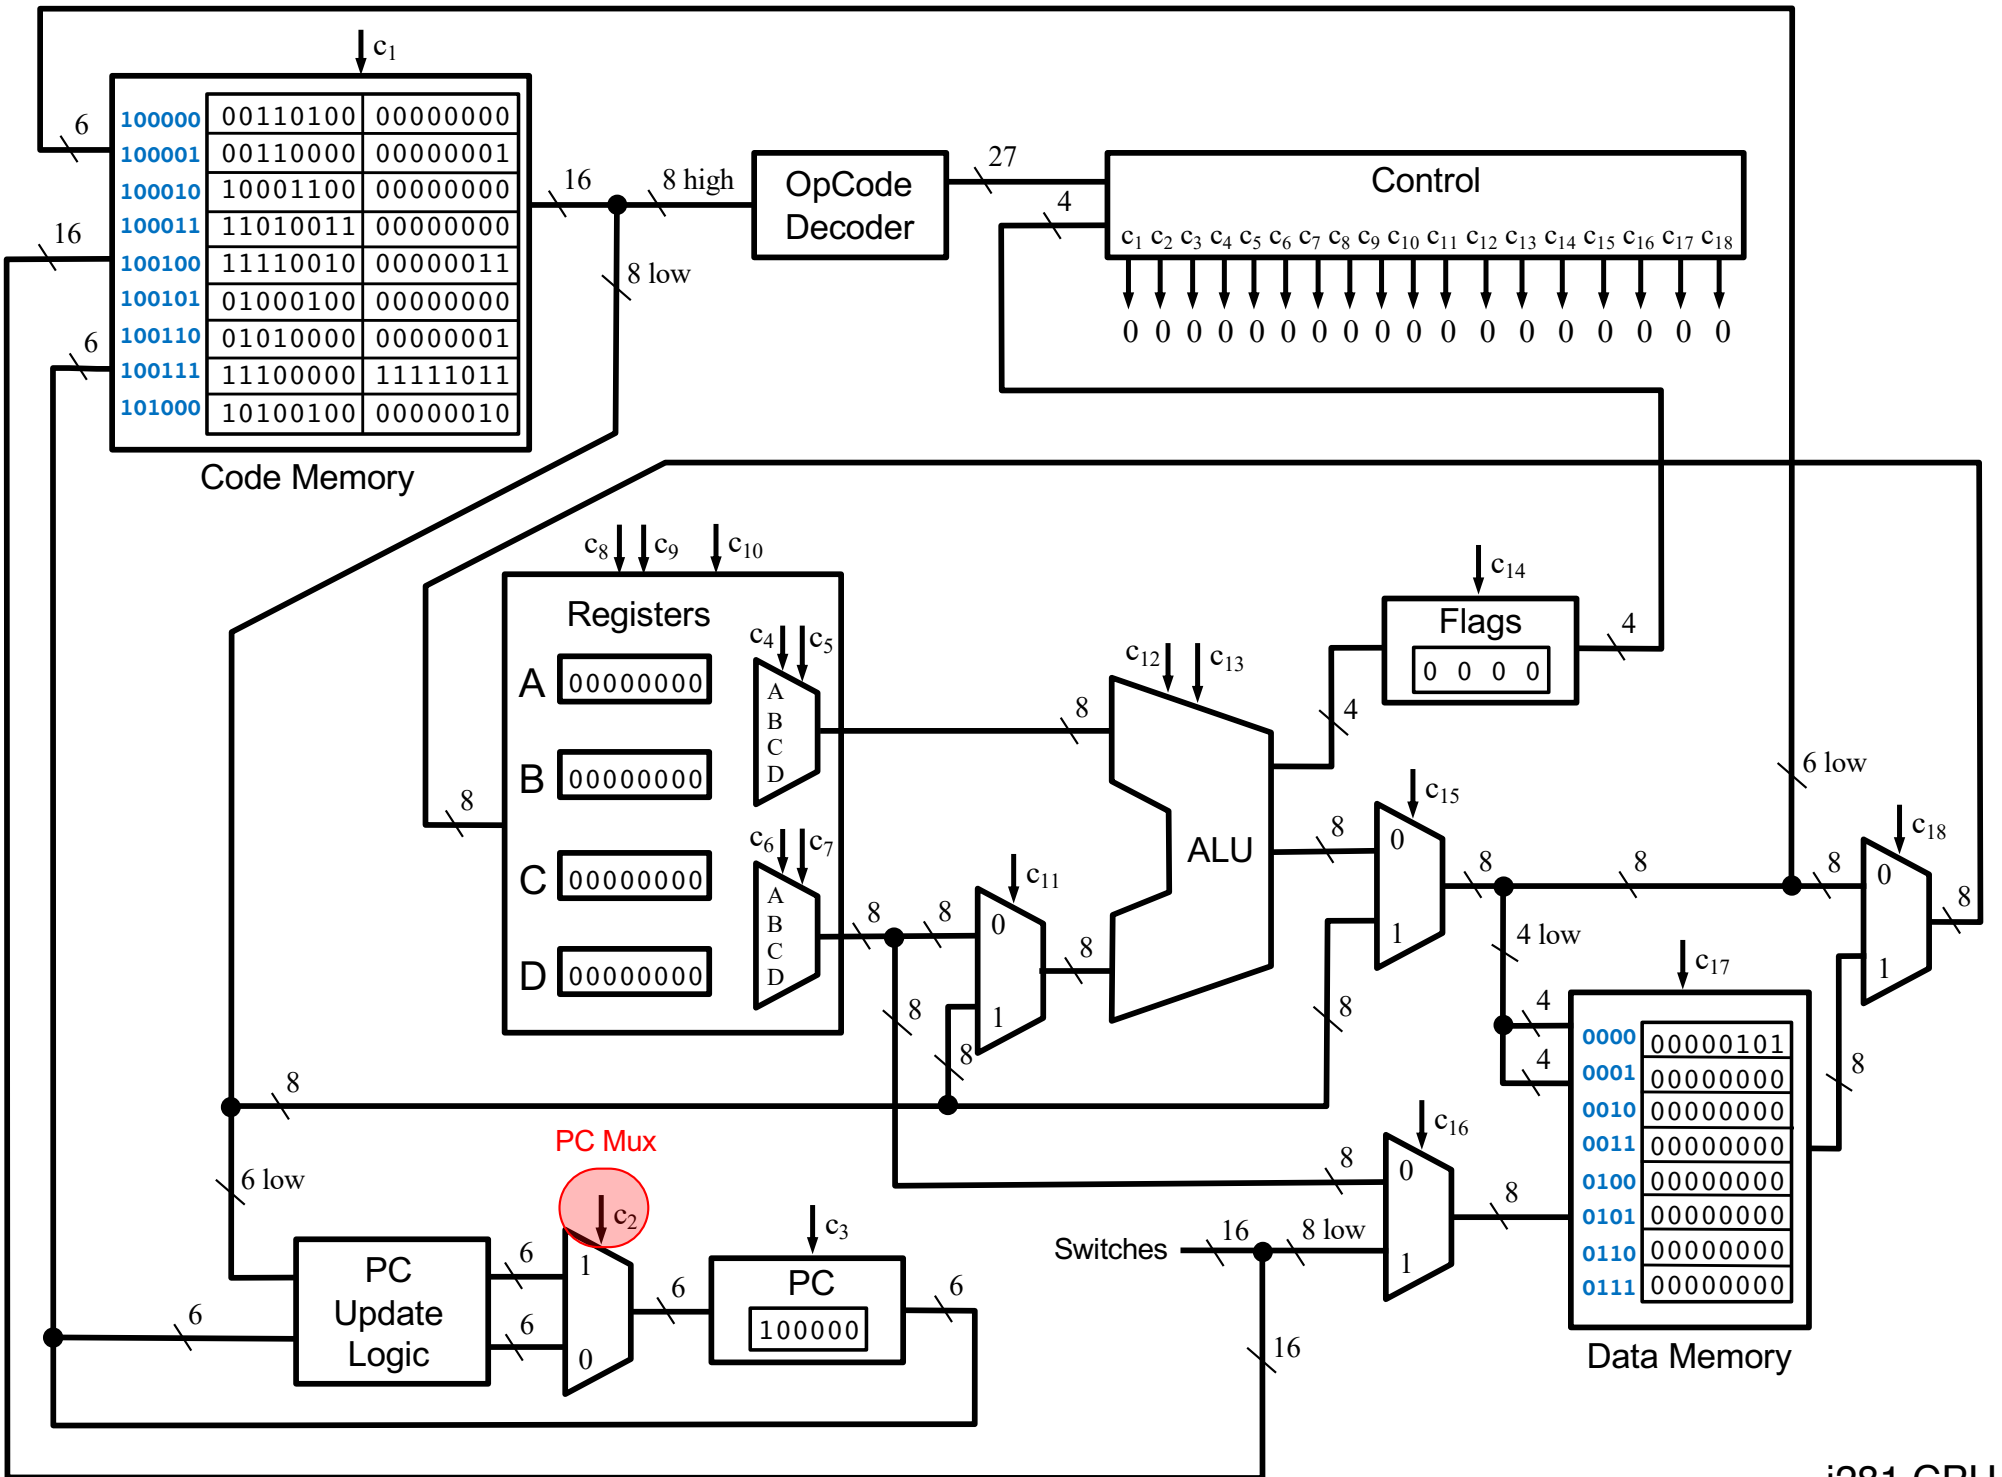 c1
100000 00110100 00000000
100001 00110000 00000001
100010 10001100 00000000
100011 11010011 00000000
100100 11110010 00000011
100101 01000100 00000000
100110 01010000 00000001
100111 11100000 11111011
101000 10100100 00000010
Code Memory
6
16
6
16
8 high
8 low
OpCode
Decoder
27
4
Control
c1 c2 c3 c4 c5 c6 c7 c8 c9 c10 c11 c12 c13 c14 c15 c16 c17 c18
0 0 0 0 0 0 0 0 0 0 0 0 0 0 0 0 0 0
c8 c9 c10
Registers
A 00000000
B 00000000
C 00000000
D 00000000
8
c4 c5
A
B
C
D
c6 c7
A
B
C
D
8
8
8
8
8
c11
0
1
8
c12 c13
ALU
4
c14
Flags
0 0 0 0
4
8
c15
0
1
8
8
8
6 low
8
4 low
4
4
c18
0
1
8
c17
0000 00000101
0001 00000000
0010 00000000
0011 00000000
0100 00000000
0101 00000000
0110 00000000
0111 00000000
Data Memory
8
8
c16
0
1
8
8
Switches
16
8 low
16
6 low
PC Mux
c2
PC
Update
Logic
6
6
6
1
0
6
c3
PC
100000
6